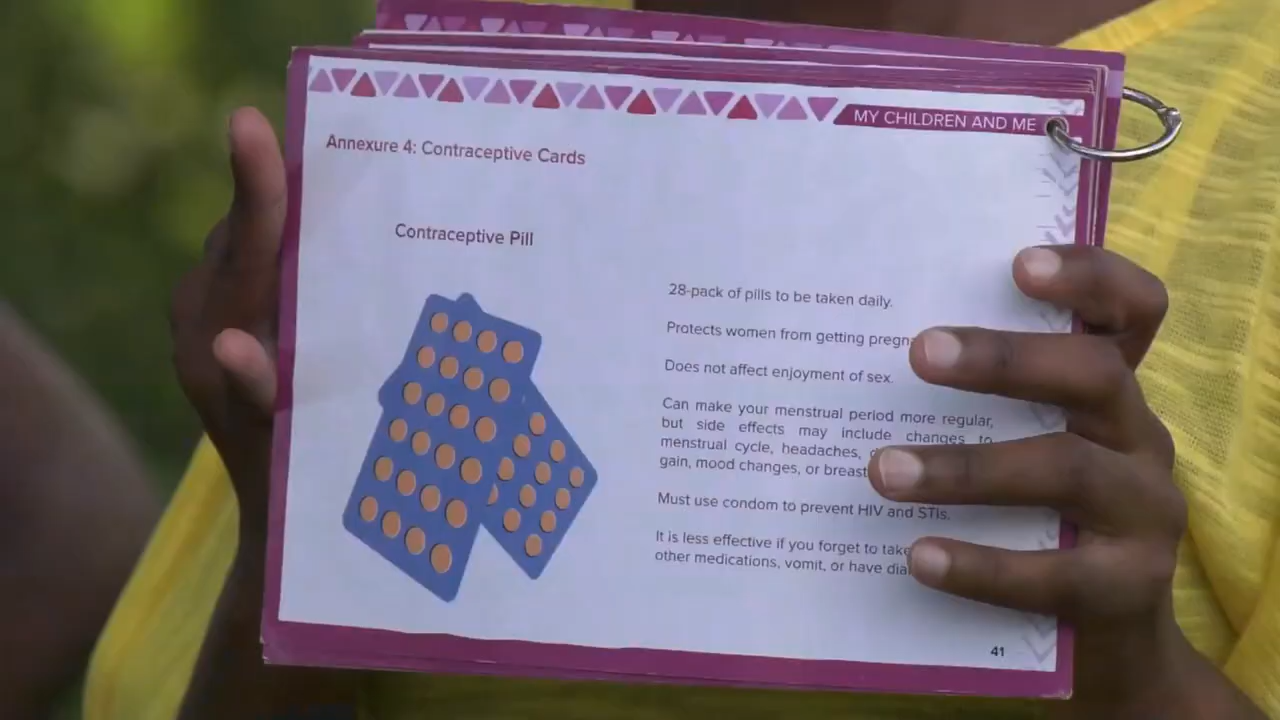 MY CHILDREN AND ME
Annexure 4: Contraceptive Cards
Contraceptive Pill
28-pack of pills to be taken daily.
Protects women from getting
Does not affect enjoyment of sex.
Can make your menstrual period more regular,
but side effects may include changes to
menstrual cycle, headaches,
gain, mood changes, or breast
Must use condom to prevent HIV and STIs.
It is less effective if you forget to take
other medications, vomit, or have
41